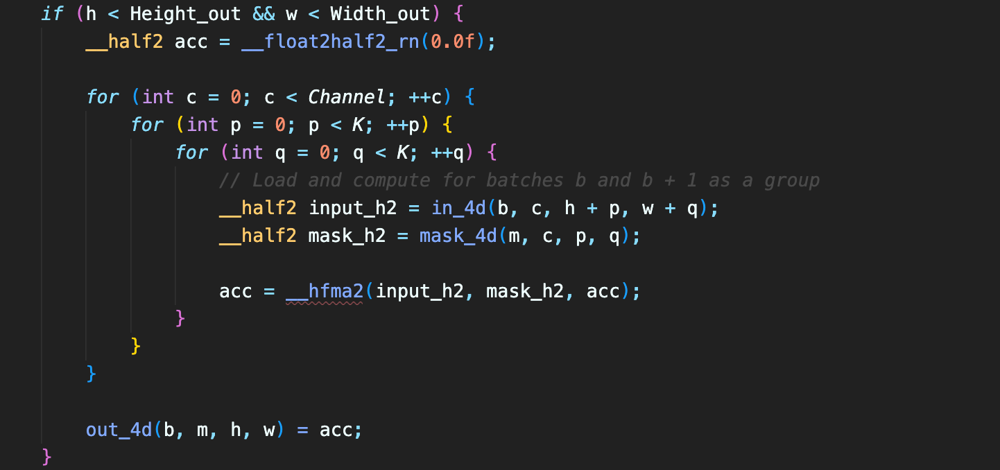 if (h < Height_out && w < Width_out) {
    __half2 acc = __float2half2_rn(0.0f);

    for (int c = 0; c < Channel; ++c) {
        for (int p = 0; p < K; ++p) {
            for (int q = 0; q < K; ++q) {
                // Load and compute for batches b and b + 1 as a group
                __half2 input_h2 = in_4d(b, c, h + p, w + q);
                __half2 mask_h2 = mask_4d(m, c, p, q);

                acc = __hfma2(input_h2, mask_h2, acc);
            }
        }
    }

    out_4d(b, m, h, w) = acc;
}